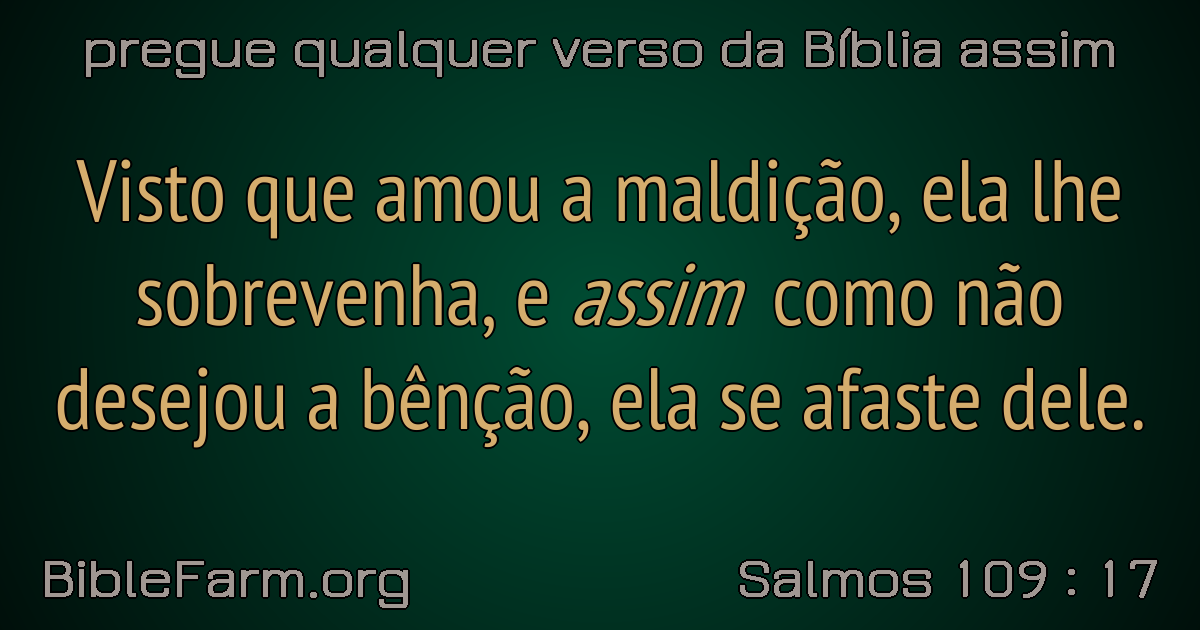 pregue qualquer verso da Bíblia assim
Visto que amou a maldição, ela lhe
sobrevenha, e assim como não
desejou a bênção, ela se afaste dele.
BibleFarm.org
Salmos 109 : 17